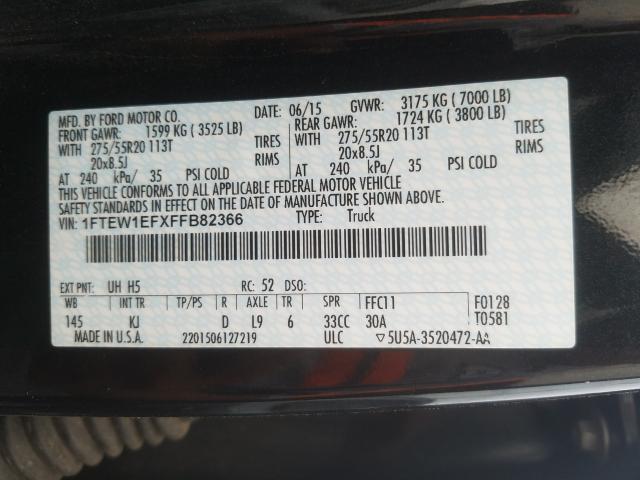 MFD. BY FORD MOTOR CO. DATE: 06/15 GVWR: 3175 KG ( 7000 LB)
FRONT GAWR: 1599 KG ( 3525 LB) REAR GAWR: 1724 KG ( 3800 LB)
WITH 275/55R20 113T TIRES WITH 275/55R20 113T TIRES
20x8.5J RIMS 20x8.5J RIMS
AT 240 kPa/ 35 PSI COLD AT 240 kPa/ 35 PSI COLD
THIS VEHICLE CONFORMS TO ALL APPLICABLE FEDERAL MOTOR VEHICLE
SAFETY STANDARDS IN EFFECT ON THE DATE OF MANUFACTURE SHOWN ABOVE.
VIN: 1FTEW1EFXFFB82366 TYPE: Truck
EXT PNT: UH H5 RC: 52 DSO:
WB INT TR TP/PS R AXLE TR SPR FFC11 F0128
145 KJ D L9 6 33CC 30A T0581
MADE IN U.S.A. 2201506127219 ULC ▽5U5A-3520472-AA